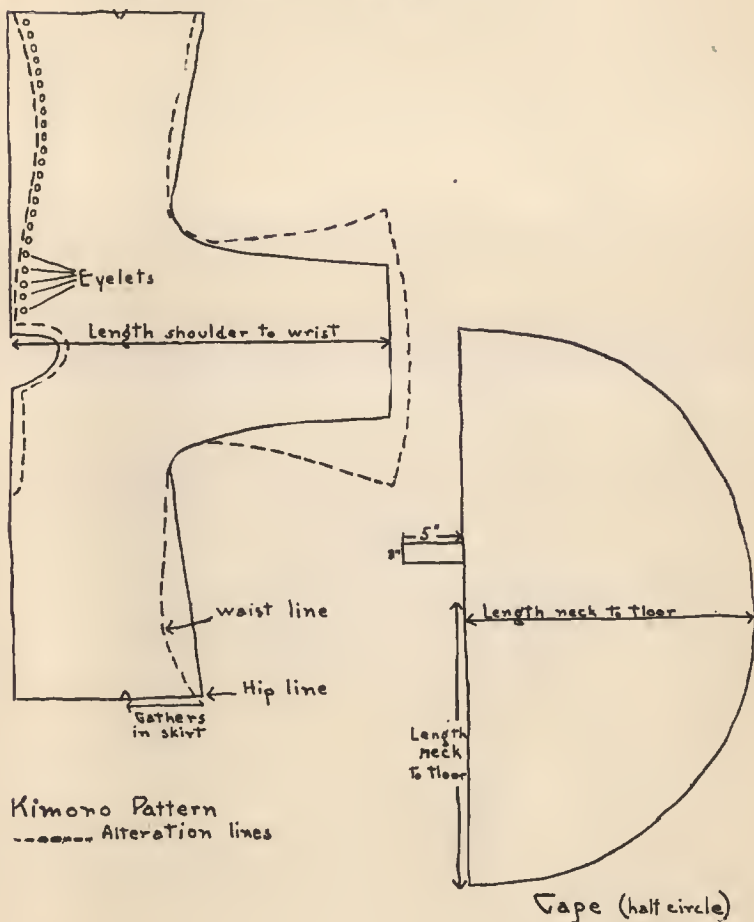 Eyelets
Length shoulder to wrist
5"
Length neck to floor
waist line
Hip line
Gathers
in skirt
Length
neck
to floor
Kimono Pattern
Alteration lines
Cape (half circle)